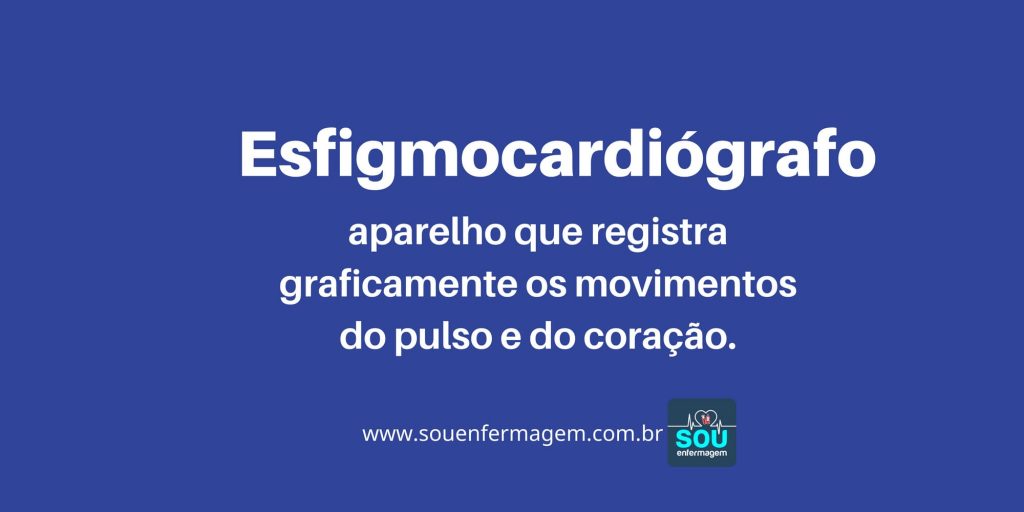 Esfigmocardiógrafo
aparelho que registra
graficamente os movimentos
do pulso e do coração.
www.souenfermagem.com.br
SOU
enfermagem